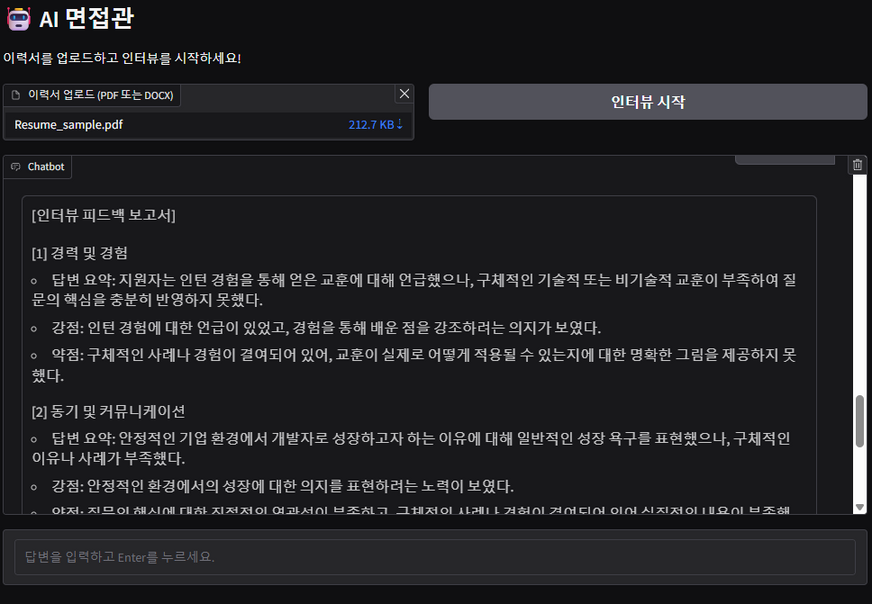 AI 면접관
이력서를 업로드하고 인터뷰를 시작하세요!
이력서 업로드 (PDF 또는 DOCX)
Resume_sample.pdf 212.7 KB ↓
인터뷰 시작
Chatbot
[인터뷰 피드백 보고서]
[1] 경력 및 경험
답변 요약: 지원자는 인턴 경험을 통해 얻은 교훈에 대해 언급했으나, 구체적인 기술적 또는 비기술적 교훈이 부족하여 질
문의 핵심을 충분히 반영하지 못했다.
강점: 인턴 경험에 대한 언급이 있었고, 경험을 통해 배운 점을 강조하려는 의지가 보였다.
약점: 구체적인 사례나 경험이 결여되어 있어, 교훈이 실제로 어떻게 적용될 수 있는지에 대한 명확한 그림을 제공하지 못
했다.
[2] 동기 및 커뮤니케이션
답변 요약: 안정적인 기업 환경에서 개발자로 성장하고자 하는 이유에 대해 일반적인 성장 욕구를 표현했으나, 구체적인
이유나 사례가 부족했다.
강점: 안정적인 환경에서의 성장에 대한 의지를 표현하려는 노력이 보였다.
약점: 질문의 핵심에 대한 직접적인 연관성이 부족하고, 구체적인 사례나 경험이 결여되어 있어 실질적인 내용이 부족했
답변을 입력하고 Enter를 누르세요.